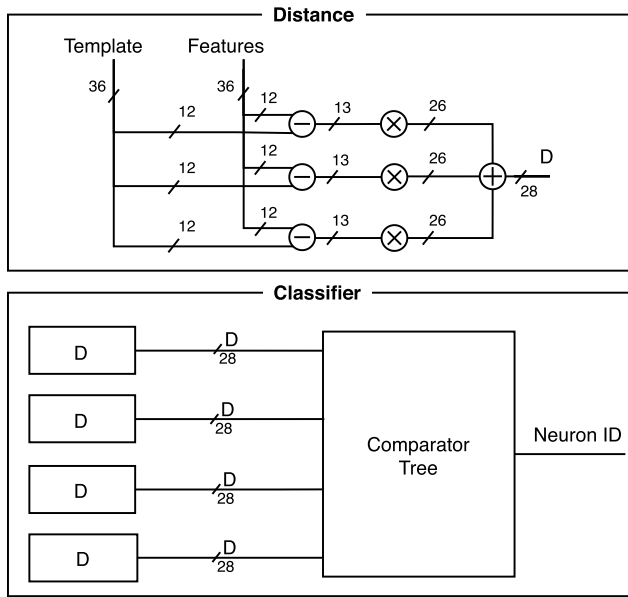 Distance
Template Features
36 36
12 12 13 26
12 12 13 26 D
28
12 12 13 26
Classifier
D D
28
D D
28
Comparator
Tree
Neuron ID
D D
28
D D
28